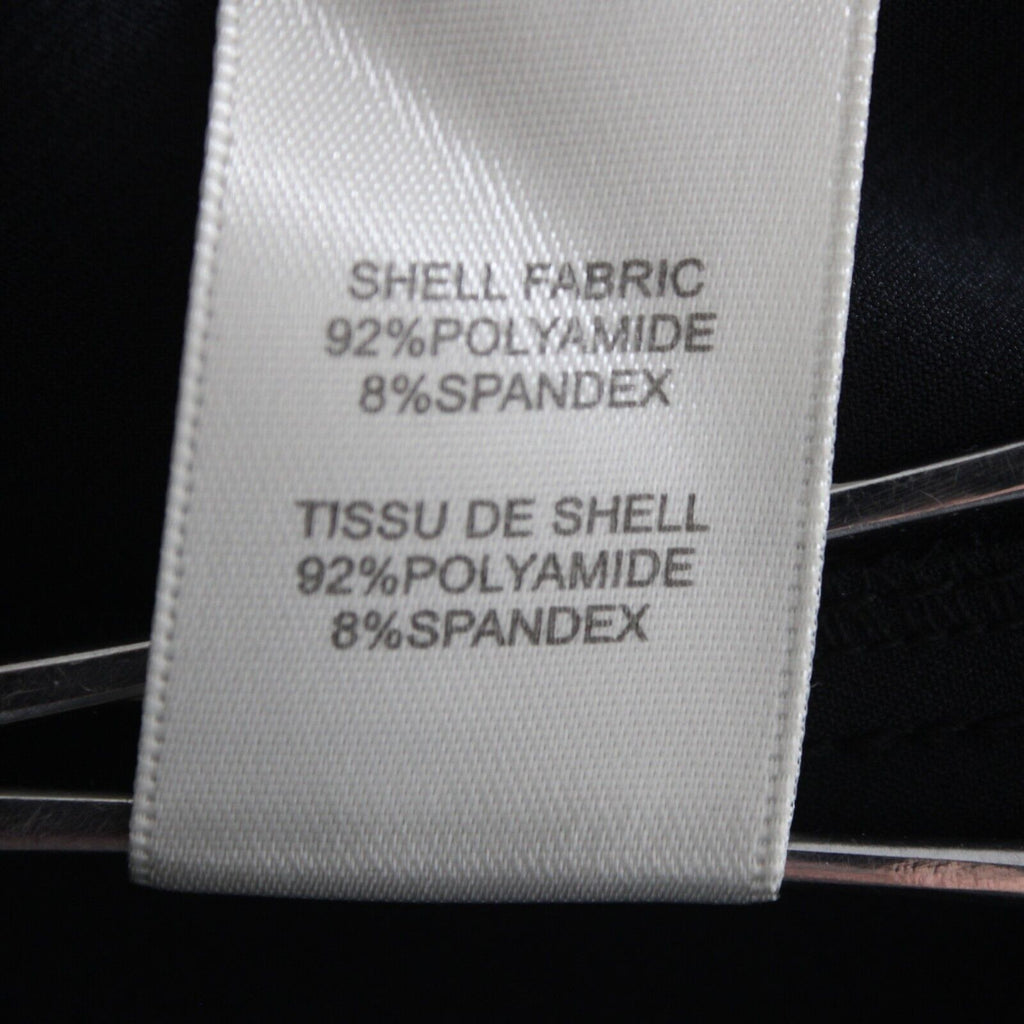 SHELL FABRIC
92%POLYAMIDE
8%SPANDEX
TISSU DE SHELL
92%POLYAMIDE
8%SPANDEX